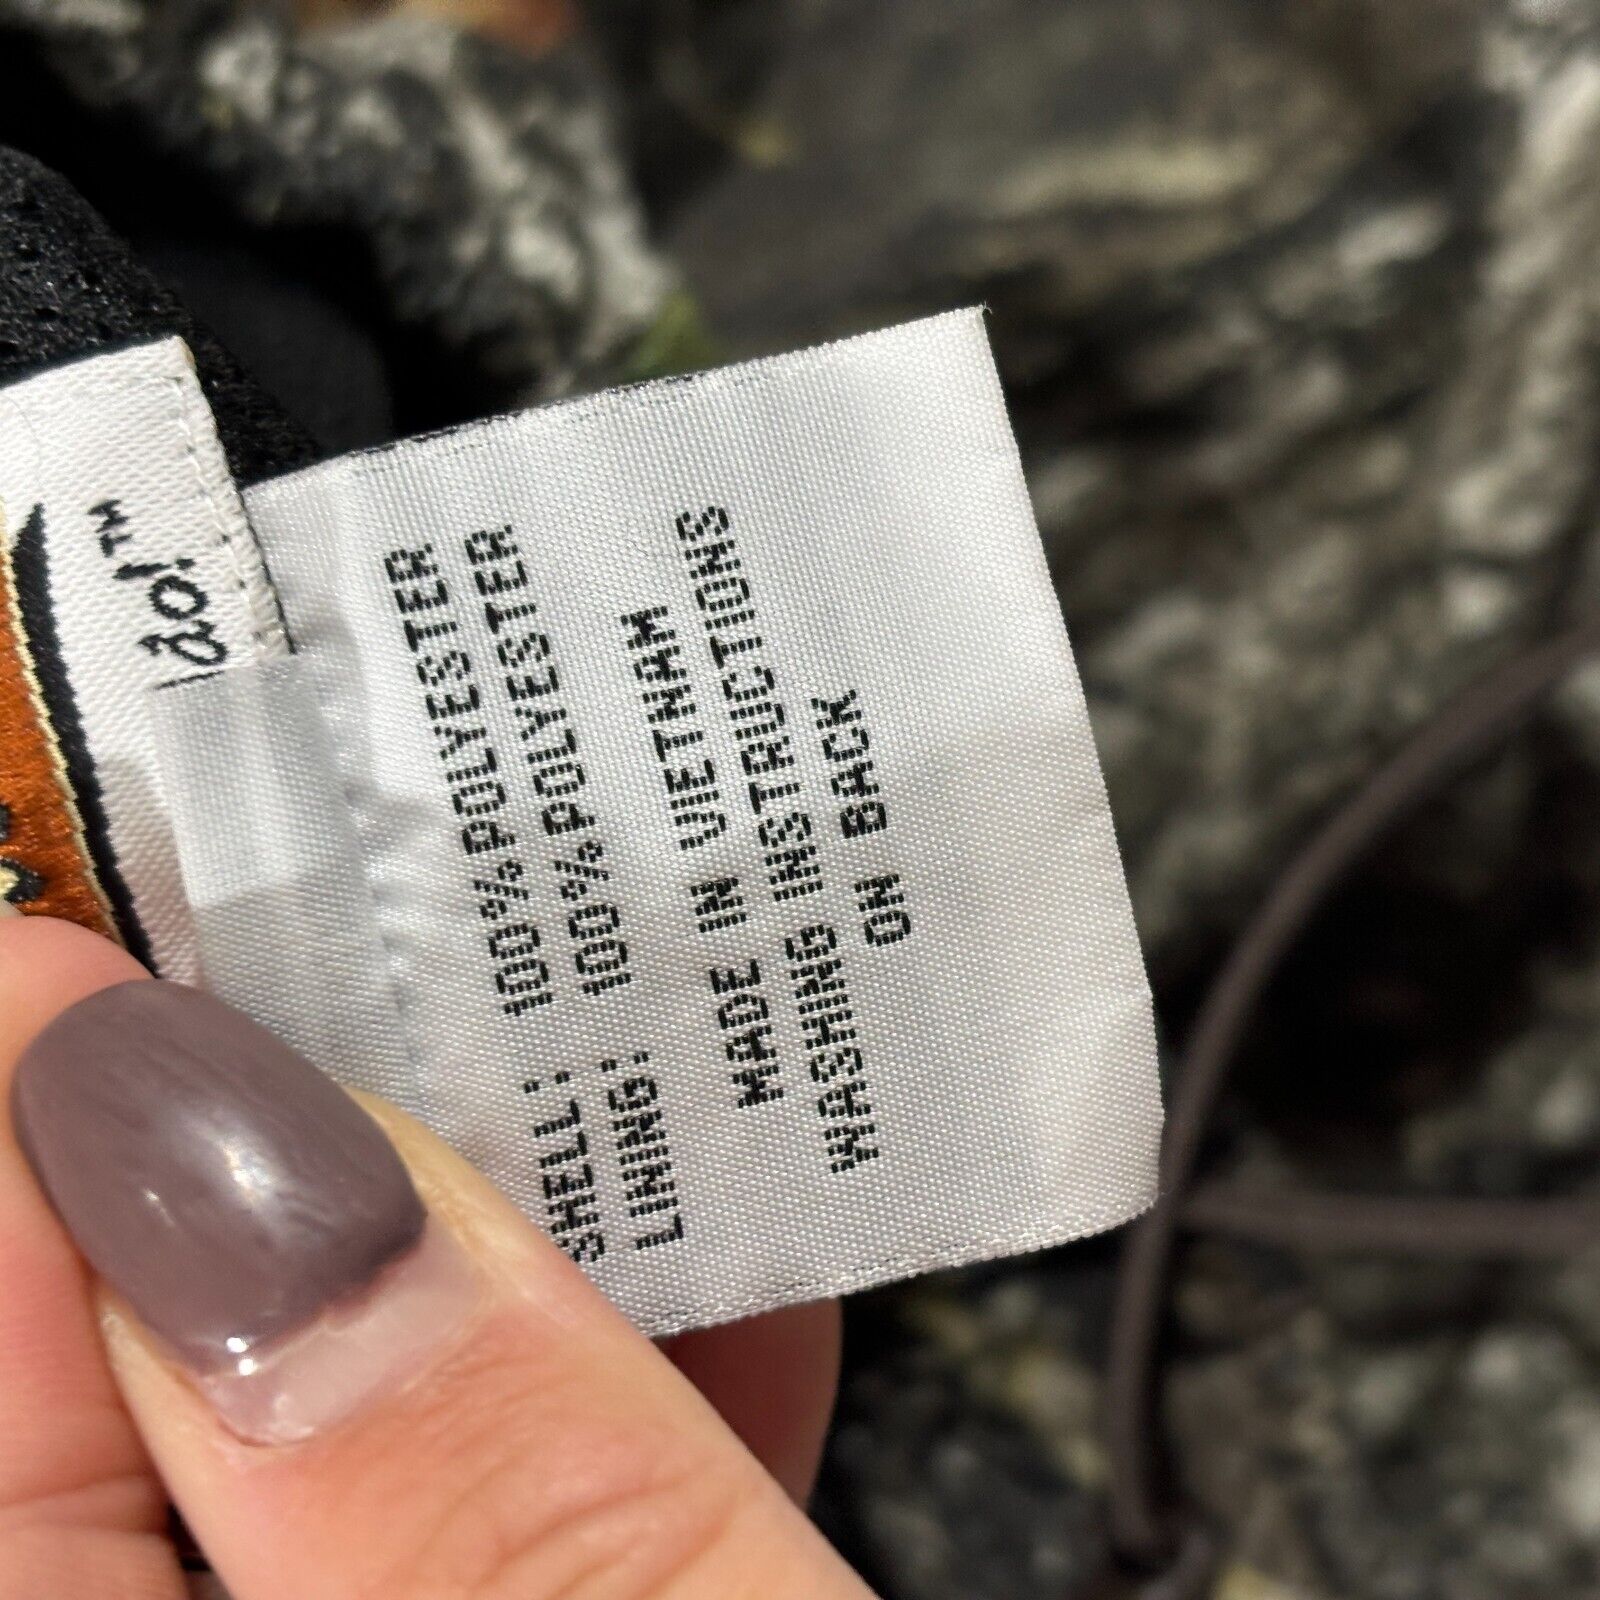 SHELL: 100% POLYESTER
LINING: 100% POLYESTER
MADE IN VIETNAM
WASHING INSTRUCTIONS
ON BACK